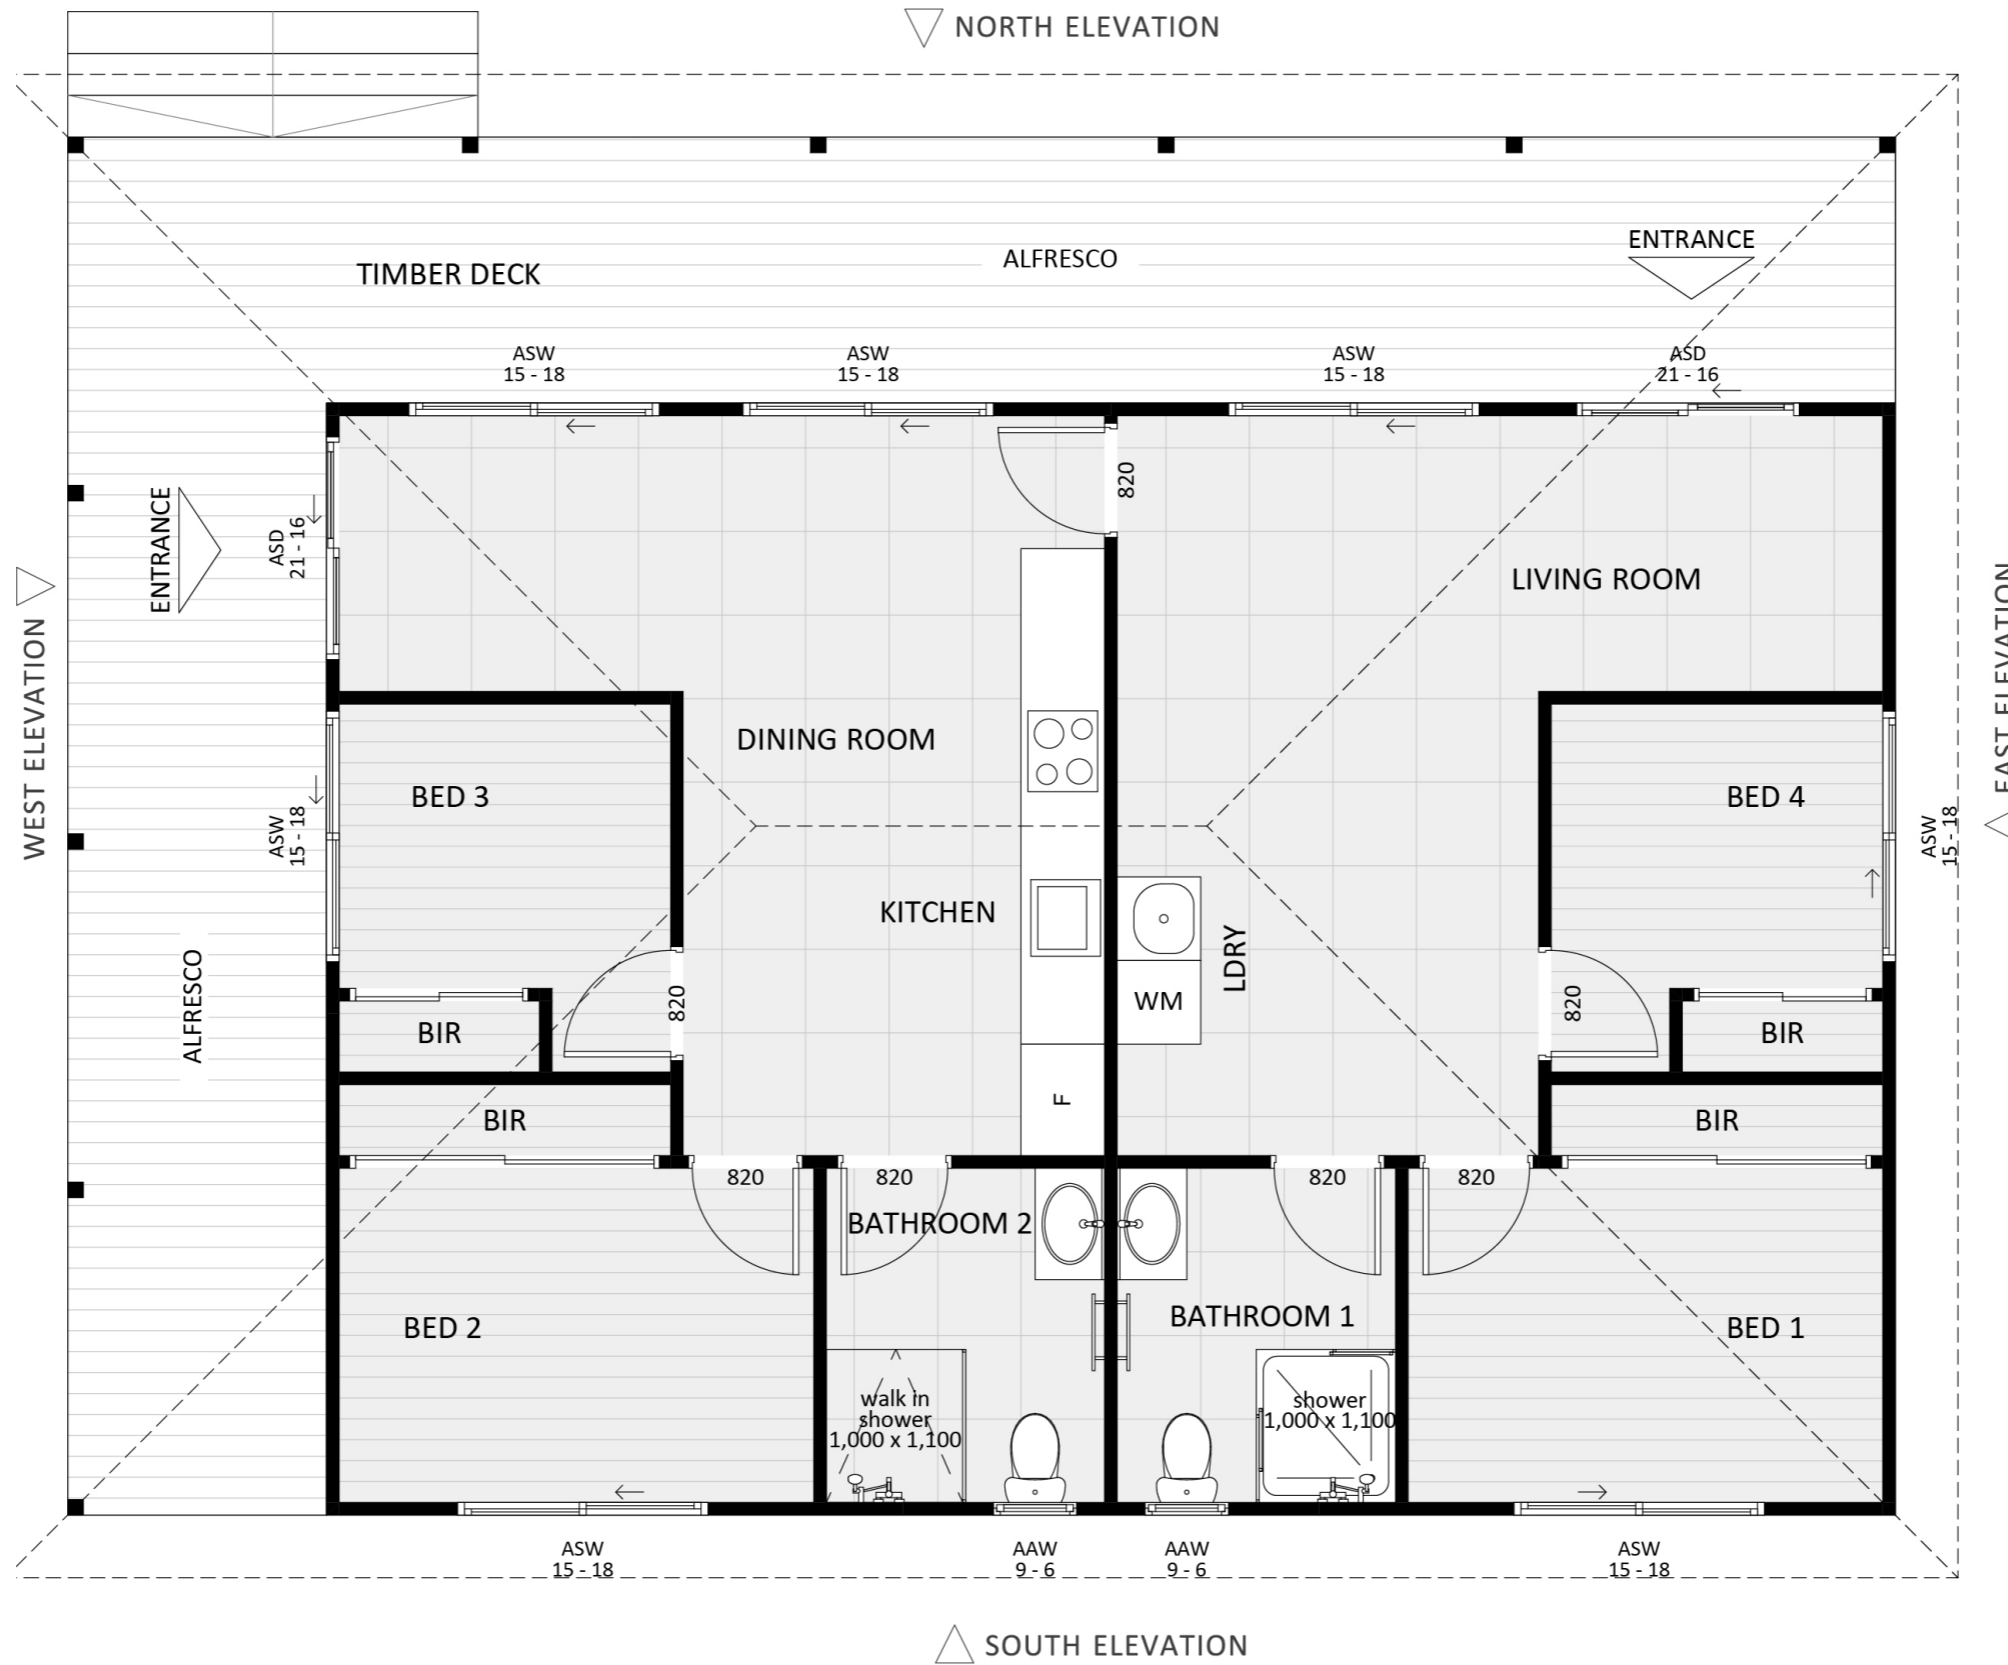 NORTH ELEVATION
TIMBER DECK
ALFRESCO
ENTRANCE
ASW
15 - 18
ASW
15 - 18
ASW
15 - 18
ASD
21 - 16
820
ENTRANCE
ASD
21 - 16
WEST ELEVATION
LIVING ROOM
EAST ELEVATION
DINING ROOM
BED 3
BED 4
ASW
15 - 18
ASW
15 - 18
KITCHEN
LDRY
WM
820
820
ALFRESCO
BIR
BIR
F
BIR
BIR
820
820
820
820
BATHROOM 2
BATHROOM 1
BED 2
BED 1
walk in
shower
1,000 x 1,100
shower
1,000 x 1,100
ASW
15 - 18
AAW
9 - 6
AAW
9 - 6
ASW
15 - 18
SOUTH ELEVATION